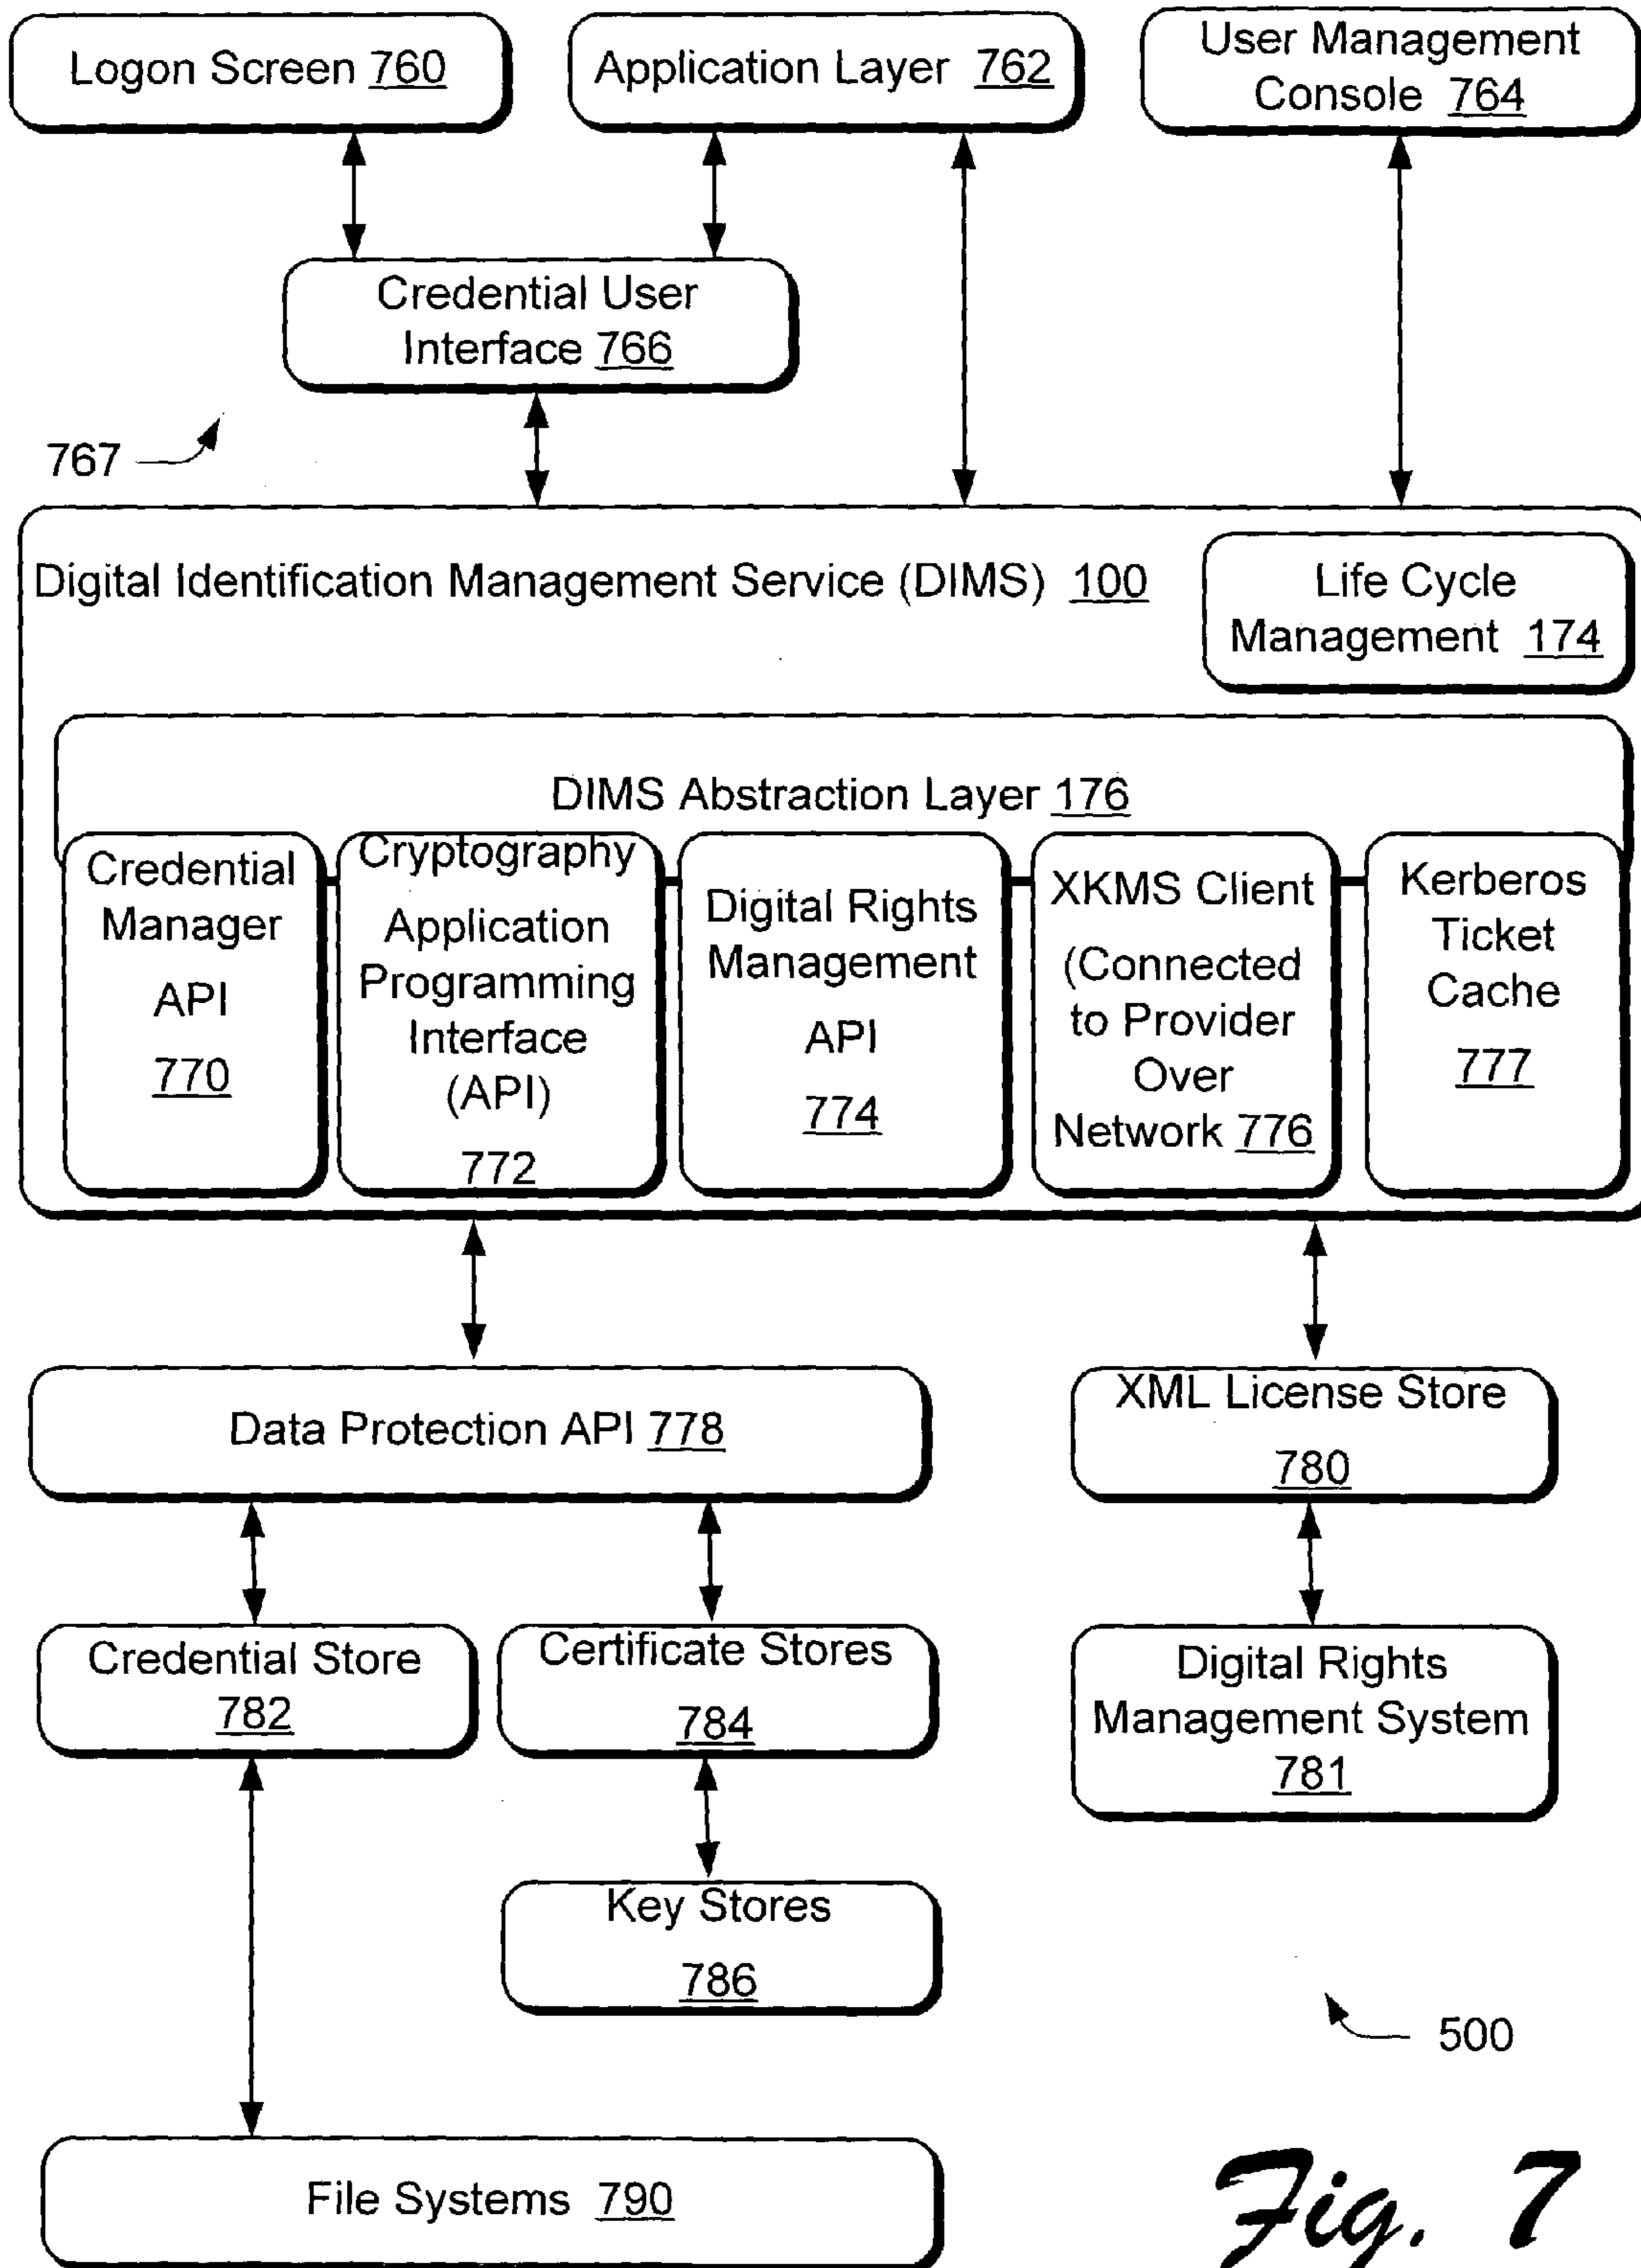 Logon Screen 760
Application Layer 762
User Management
Console 764
Credential User
Interface 766
767
Digital Identification Management Service (DIMS) 100
Life Cycle
Management 174
DIMS Abstraction Layer 176
Credential
Manager
API
770
Cryptography
Application
Programming
Interface
(API)
772
Digital Rights
Management
API
774
XKMS Client
(Connected
to Provider
Over
Network 776
Kerberos
Ticket
Cache
777
Data Protection API 778
XML License Store
780
Credential Store
782
Certificate Stores
784
Digital Rights
Management System
781
Key Stores
786
500
File Systems 790
Fig. 7